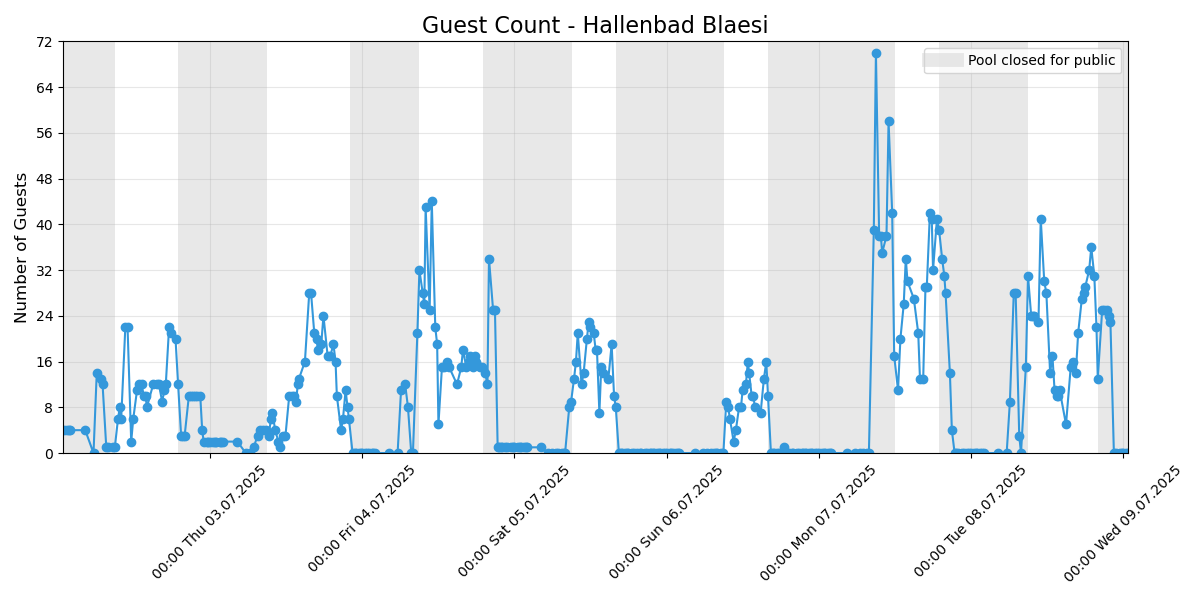 Guest Count - Hallenbad Blaesi
Pool closed for public
Number of Guests
72
64
56
48
40
32
24
16
8
0
00:00 Thu 03.07.2025
00:00 Fri 04.07.2025
00:00 Sat 05.07.2025
00:00 Sun 06.07.2025
00:00 Mon 07.07.2025
00:00 Tue 08.07.2025
00:00 Wed 09.07.2025